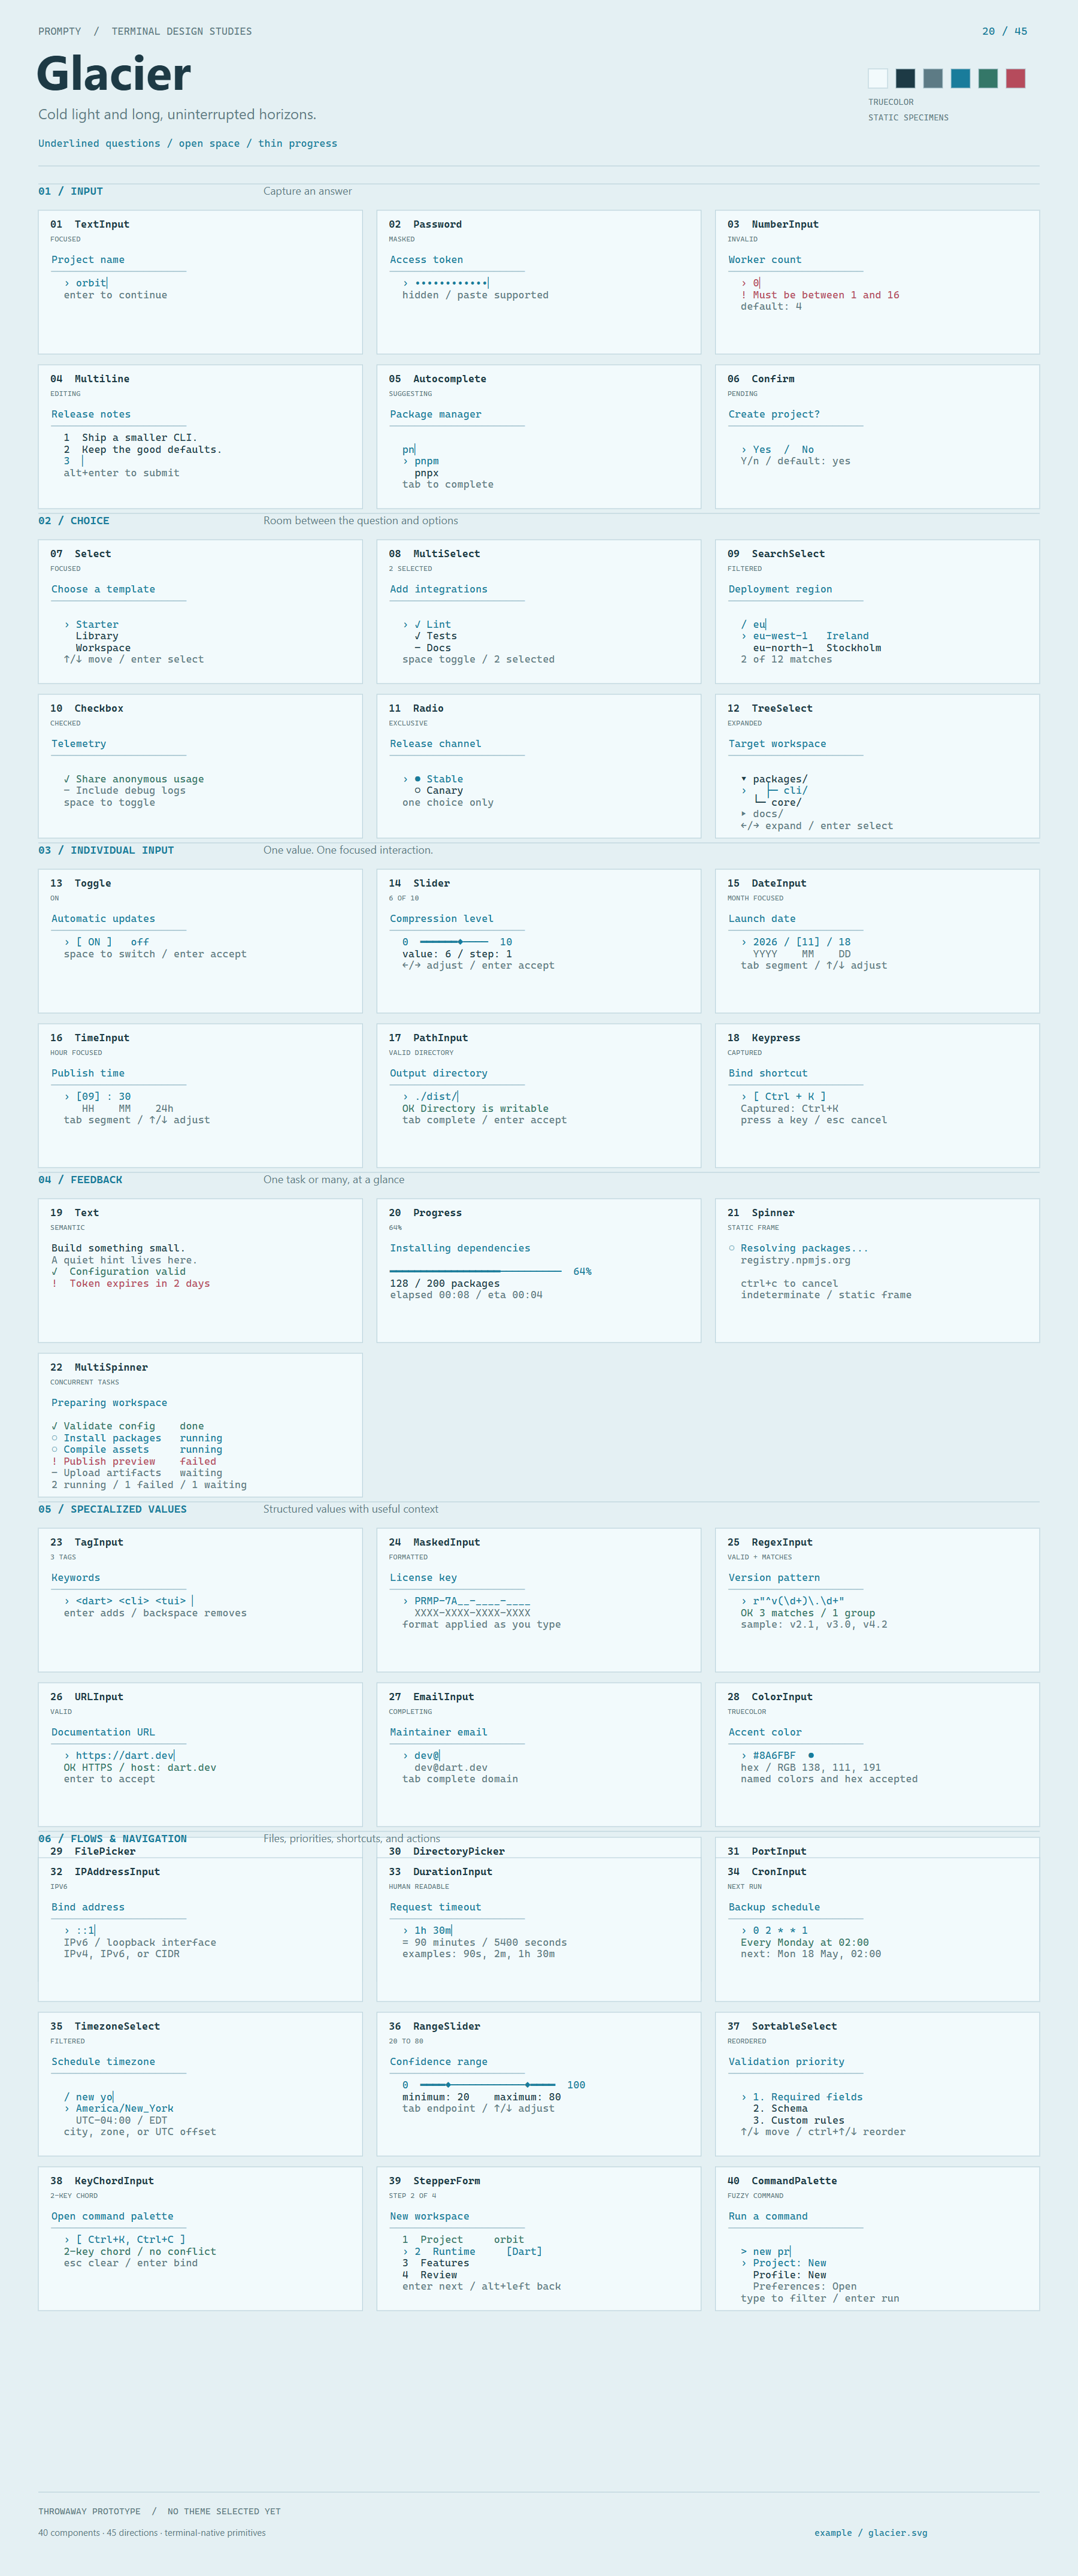 PROMPTY / TERMINAL DESIGN STUDIES
20 / 45
Glacier
Cold light and long, uninterrupted horizons.
TRUECOLOR
STATIC SPECIMENS
Underlined questions / open space / thin progress
01 / INPUT
Capture an answer
01 TextInput
FOCUSED
Project name
› orbit
enter to continue
02 Password
MASKED
Access token
› ••••••••••••
hidden / paste supported
03 NumberInput
INVALID
Worker count
› 0
! Must be between 1 and 16
default: 4
04 Multiline
EDITING
Release notes
1 Ship a smaller CLI.
2 Keep the good defaults.
3
alt+enter to submit
05 Autocomplete
SUGGESTING
Package manager
pn
› pnpm
pnpx
tab to complete
06 Confirm
PENDING
Create project?
› Yes / No
Y/n / default: yes
02 / CHOICE
Room between the question and options
07 Select
FOCUSED
Choose a template
› Starter
Library
Workspace
↑/↓ move / enter select
08 MultiSelect
2 SELECTED
Add integrations
› ✓ Lint
✓ Tests
− Docs
space toggle / 2 selected
09 SearchSelect
FILTERED
Deployment region
/ eu
› eu-west-1 Ireland
eu-north-1 Stockholm
2 of 12 matches
10 Checkbox
CHECKED
Telemetry
✓ Share anonymous usage
− Include debug logs
space to toggle
11 Radio
EXCLUSIVE
Release channel
› ● Stable
○ Canary
one choice only
12 TreeSelect
EXPANDED
Target workspace
▾ packages/
› ├─ cli/
└─ core/
▸ docs/
←/→ expand / enter select
03 / INDIVIDUAL INPUT
One value. One focused interaction.
13 Toggle
ON
Automatic updates
› [ ON ] off
space to switch / enter accept
14 Slider
6 OF 10
Compression level
0 10
value: 6 / step: 1
←/→ adjust / enter accept
15 DateInput
MONTH FOCUSED
Launch date
› 2026 / [11] / 18
YYYY MM DD
tab segment / ↑/↓ adjust
16 TimeInput
HOUR FOCUSED
Publish time
› [09] : 30
HH MM 24h
tab segment / ↑/↓ adjust
17 PathInput
VALID DIRECTORY
Output directory
› ./dist/
OK Directory is writable
tab complete / enter accept
18 Keypress
CAPTURED
Bind shortcut
› [ Ctrl + K ]
Captured: Ctrl+K
press a key / esc cancel
04 / FEEDBACK
One task or many, at a glance
19 Text
SEMANTIC
Build something small.
A quiet hint lives here.
✓ Configuration valid
! Token expires in 2 days
20 Progress
64%
Installing dependencies
64%
128 / 200 packages
elapsed 00:08 / eta 00:04
21 Spinner
STATIC FRAME
○ Resolving packages...
registry.npmjs.org
ctrl+c to cancel
indeterminate / static frame
22 MultiSpinner
CONCURRENT TASKS
Preparing workspace
✓ Validate config done
○ Install packages running
○ Compile assets running
! Publish preview failed
− Upload artifacts waiting
2 running / 1 failed / 1 waiting
05 / SPECIALIZED VALUES
Structured values with useful context
23 TagInput
3 TAGS
Keywords
› <dart> <cli> <tui>
enter adds / backspace removes
24 MaskedInput
FORMATTED
License key
› PRMP-7A__-____-____
XXXX-XXXX-XXXX-XXXX
format applied as you type
25 RegexInput
VALID + MATCHES
Version pattern
› r"^v(\d+)\.\d+"
OK 3 matches / 1 group
sample: v2.1, v3.0, v4.2
26 URLInput
VALID
Documentation URL
› https://dart.dev
OK HTTPS / host: dart.dev
enter to accept
27 EmailInput
COMPLETING
Maintainer email
› dev@
dev@dart.dev
tab complete domain
28 ColorInput
TRUECOLOR
Accent color
› #8A6FBF ●
hex / RGB 138, 111, 191
named colors and hex accepted
06 / FLOWS & NAVIGATION
Files, priorities, shortcuts, and actions
29 FilePicker
30 DirectoryPicker
31 PortInput
32 IPAddressInput
IPV6
Bind address
› ::1
IPv6 / loopback interface
IPv4, IPv6, or CIDR
33 DurationInput
HUMAN READABLE
Request timeout
› 1h 30m
= 90 minutes / 5400 seconds
examples: 90s, 2m, 1h 30m
34 CronInput
NEXT RUN
Backup schedule
› 0 2 * * 1
Every Monday at 02:00
next: Mon 18 May, 02:00
35 TimezoneSelect
FILTERED
Schedule timezone
/ new yo
› America/New_York
UTC-04:00 / EDT
city, zone, or UTC offset
36 RangeSlider
20 TO 80
Confidence range
0 100
minimum: 20 maximum: 80
tab endpoint / ↑/↓ adjust
37 SortableSelect
REORDERED
Validation priority
› 1. Required fields
2. Schema
3. Custom rules
↑/↓ move / ctrl+↑/↓ reorder
38 KeyChordInput
2-KEY CHORD
Open command palette
› [ Ctrl+K, Ctrl+C ]
2-key chord / no conflict
esc clear / enter bind
39 StepperForm
STEP 2 OF 4
New workspace
1 Project orbit
› 2 Runtime [Dart]
3 Features
4 Review
enter next / alt+left back
40 CommandPalette
FUZZY COMMAND
Run a command
> new pr
› Project: New
Profile: New
Preferences: Open
type to filter / enter run
THROWAWAY PROTOTYPE / NO THEME SELECTED YET
40 components · 45 directions · terminal-native primitives
example / glacier.svg